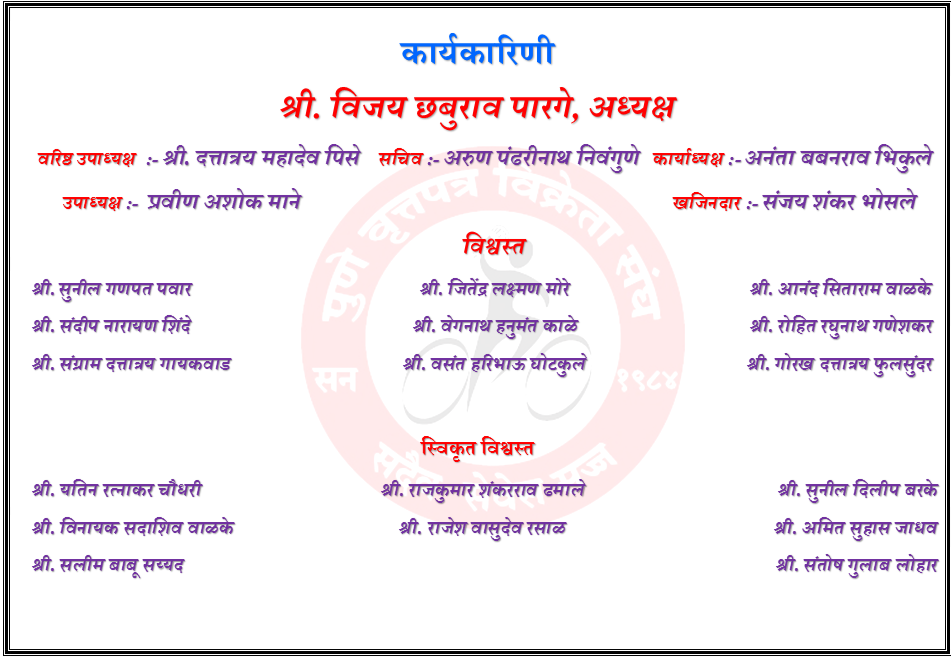 कार्यकारिणी
श्री. विजय छबुराव पारगे, अध्यक्ष
वरिष्ठ उपाध्यक्ष :- श्री. दत्तात्रय महादेव पिसे सचिव :- अरुण पंढरीनाथ निवंगुणे कार्याध्यक्ष :- अनंता बबनराव भिकुले
उपाध्यक्ष :- प्रवीण अशोक माने खजिनदार :- संजय शंकर भोसले
विश्वस्त
श्री. सुनील गणपत पवार श्री. जितेंद्र लक्ष्मण मोरे श्री. आनंद सिताराम वाळके
श्री. संदीप नारायण शिंदे श्री. वेगनाथ हनुमंत काळे श्री. रोहित रघुनाथ गणेशकर
श्री. संग्राम दत्तात्रय गायकवाड श्री. वसंत हरिभाऊ घोटकुले श्री. गोरख दत्तात्रय फुलसुंदर
स्विकृत विश्वस्त
श्री. यतिन रत्नाकर चौधरी श्री. राजकुमार शंकरराव ढमाले श्री. सुनील दिलीप बरके
श्री. विनायक सदाशिव वाळके श्री. राजेश वासुदेव रसाळ श्री. अमित सुहास जाधव
श्री. सलीम बाबू सय्यद श्री. संतोष गुलाब लोहार
पुणे वृत्तपत्र विक्रेता संघ
सन १९८४